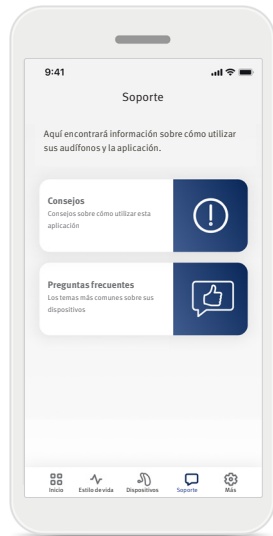 9:41
Soporte
Aquí encontrará información sobre cómo utilizar
sus audífonos y la aplicación.
Consejos
Consejos sobre cómo utilizar esta
aplicación
Preguntas frecuentes
Los temas más comunes sobre sus
dispositivos
Inicio Estilo de vida Dispositivos Soporte Más